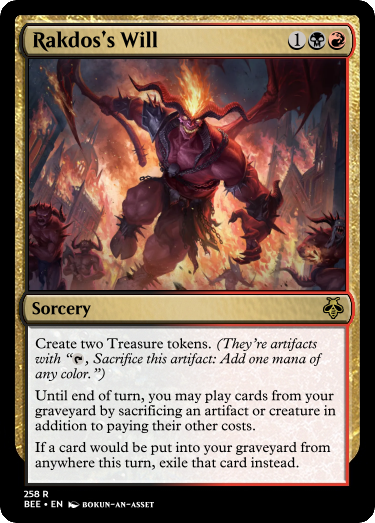 Rakdos's Will 1
Sorcery
Create two Treasure tokens. (They're artifacts
with “, Sacrifice this artifact: Add one mana of
any color.”)
Until end of turn, you may play cards from your
graveyard by sacrificing an artifact or creature in
addition to paying their other costs.
If a card would be put into your graveyard from
anywhere this turn, exile that card instead.
258 R
BEE • EN BOKUN-AN-ASSET